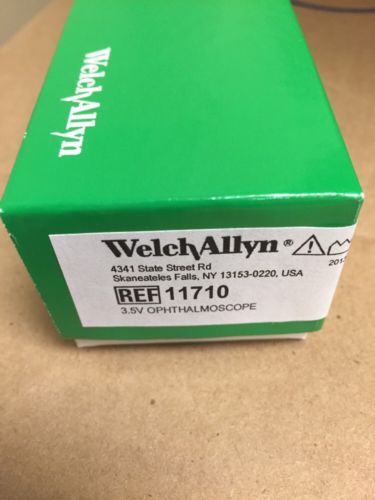 WelchAllyn
WelchAllyn®
4341 State Street Rd
Skaneateles Falls, NY 13153-0220, USA
REF 11710
3.5V OPHTHALMOSCOPE